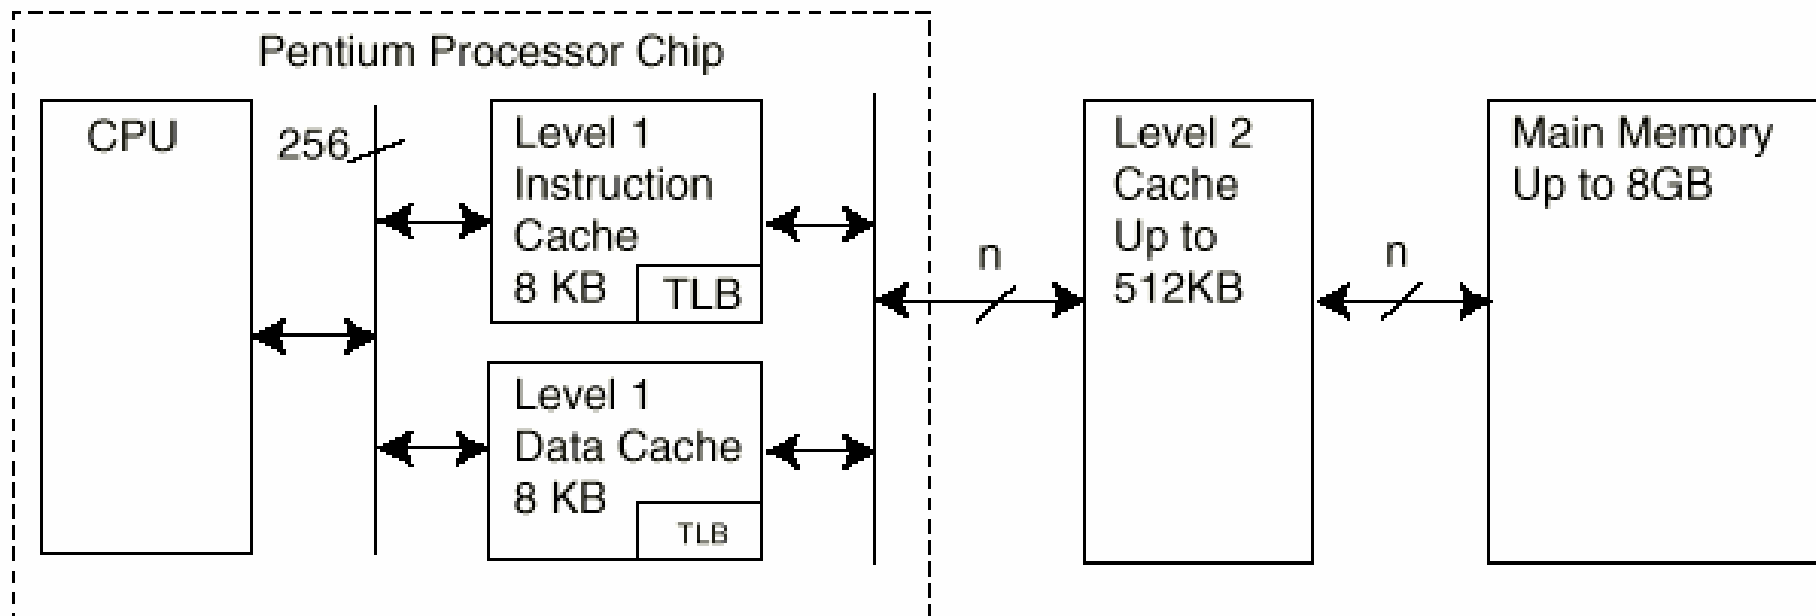 Pentium Processor Chip
CPU
256
Level 1
Instruction
Cache
8 KB
TLB
Level 1
Data Cache
8 KB
TLB
n
Level 2
Cache
Up to
512KB
n
Main Memory
Up to 8GB